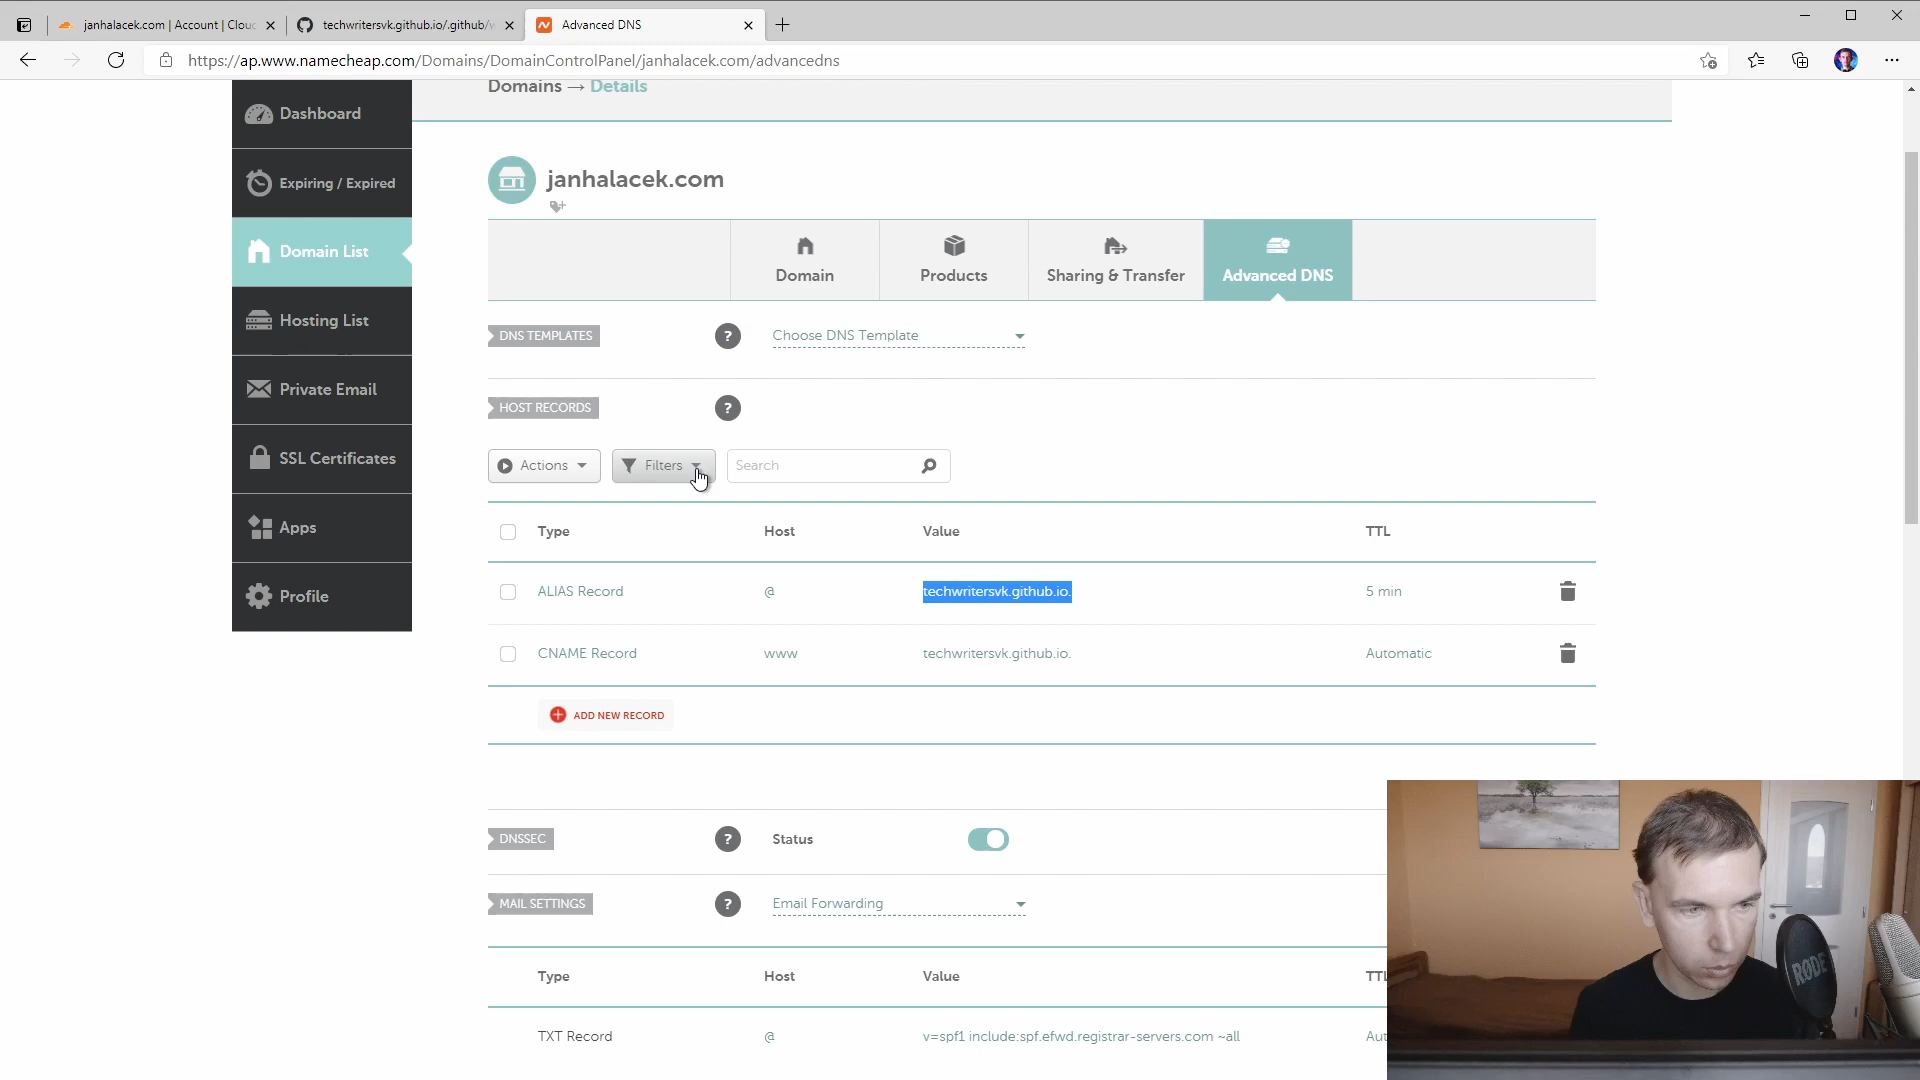 janhalacek.com | Account | Clou
techwritersvk.github.io/.github/w
Advanced DNS
https://ap.www.namecheap.com/Domains/DomainControlPanel/janhalacek.com/advanceddns
Domains → Details
Dashboard
Expiring / Expired
Domain List
Hosting List
Private Email
SSL Certificates
Apps
Profile
janhalacek.com
Domain
Products
Sharing & Transfer
Advanced DNS
DNS TEMPLATES
?
Choose DNS Template
HOST RECORDS
?
Actions
Filters
Search
Type Host Value TTL
ALIAS Record @ techwritersvk.github.io. 5 min
CNAME Record www techwritersvk.github.io. Automatic
ADD NEW RECORD
DNSSEC
?
Status
MAIL SETTINGS
?
Email Forwarding
Type Host Value TTL
TXT Record @ v=spf1 include:spf.efwd.registrar-servers.com ~all Aut
RØDE